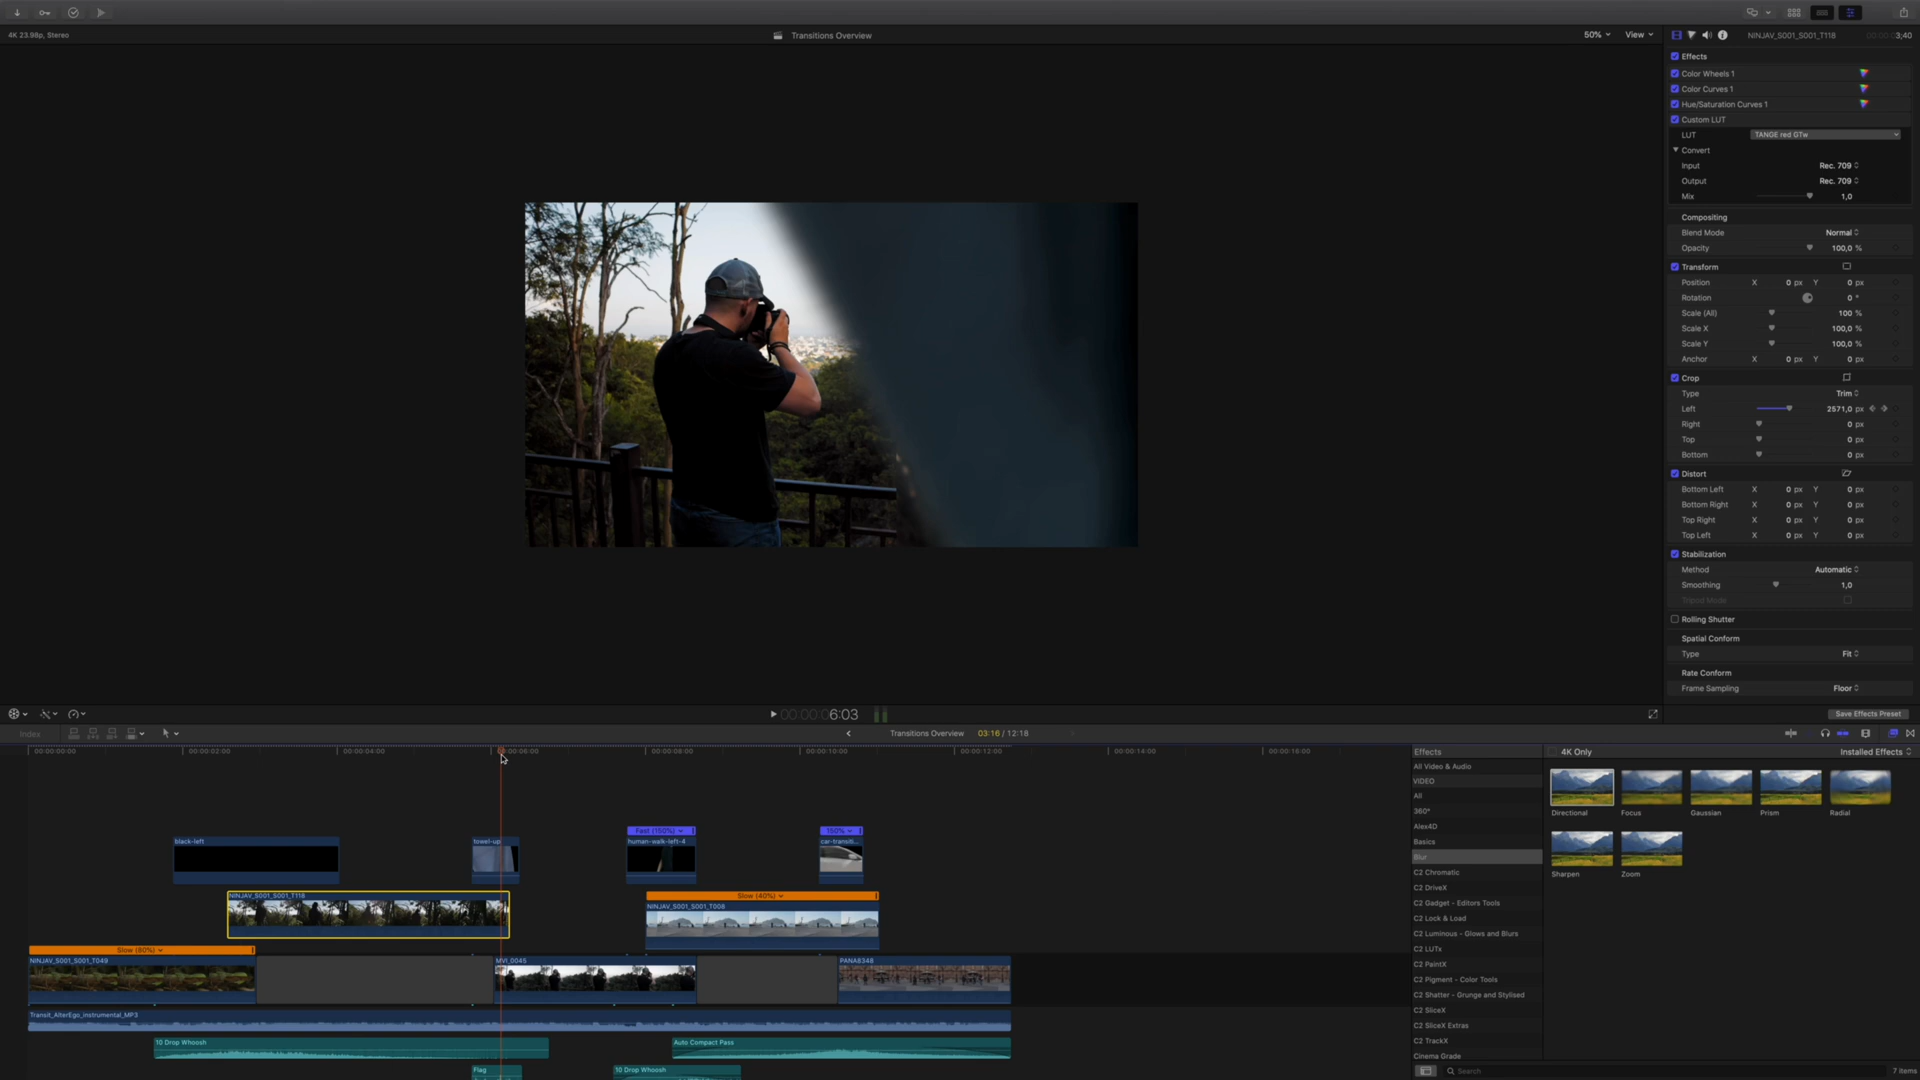 4K 23.98p, Stereo
Transitions Overview
50%
View
NINJAV_S001_S001_T118
3;40
Effects
Color Wheels 1
Color Curves 1
Hue/Saturation Curves 1
Custom LUT
LUT TANGE red GTw
Convert
Input Rec. 709
Output Rec. 709
Mix 1,0
Compositing
Blend Mode Normal
Opacity 100,0 %
Transform
Position X 0 px Y 0 px
Rotation 0 °
Scale (All) 100 %
Scale X 100,0 %
Scale Y 100,0 %
Anchor X 0 px Y 0 px
Crop
Type Trim
Left 2571,0 px
Right 0 px
Top 0 px
Bottom 0 px
Distort
Bottom Left X 0 px Y 0 px
Bottom Right X 0 px Y 0 px
Top Right X 0 px Y 0 px
Top Left X 0 px Y 0 px
Stabilization
Method Automatic
Smoothing 1,0
Tripod Mode
Rolling Shutter
Spatial Conform
Type Fit
Rate Conform
Frame Sampling Floor
Save Effects Preset
00:00:06:03
Index
Transitions Overview 03:16 / 12:18
00:00:00:00 00:00:02:00 00:00:04:00 00:00:06:00 00:00:08:00 00:00:10:00 00:00:12:00 00:00:14:00 00:00:16:00
Fast (150%)
150%
black-left
towel-up
human-walk-left-4
car-transiti...
NINJAV_S001_S001_T118
Slow (40%)
NINJAV_S001_S001_T008
Slow (80%)
NINJAV_S001_S001_T049
MVI_0045
PANA8348
Transit_AlterEgo_instrumental_MP3
10 Drop Whoosh
Auto Compact Pass
Flag
10 Drop Whoosh
Effects
4K Only
Installed Effects
All Video & Audio
VIDEO
All
360°
Alex4D
Basics
Blur
C2 Chromatic
C2 DriveX
C2 Gadget - Editors Tools
C2 Lock & Load
C2 Luminous - Glows and Blurs
C2 LUTx
C2 PaintX
C2 Pigment - Color Tools
C2 Shatter - Grunge and Stylised
C2 SliceX
C2 SliceX Extras
C2 TrackX
Cinema Grade
Directional
Focus
Gaussian
Prism
Radial
Sharpen
Zoom
Search
7 items